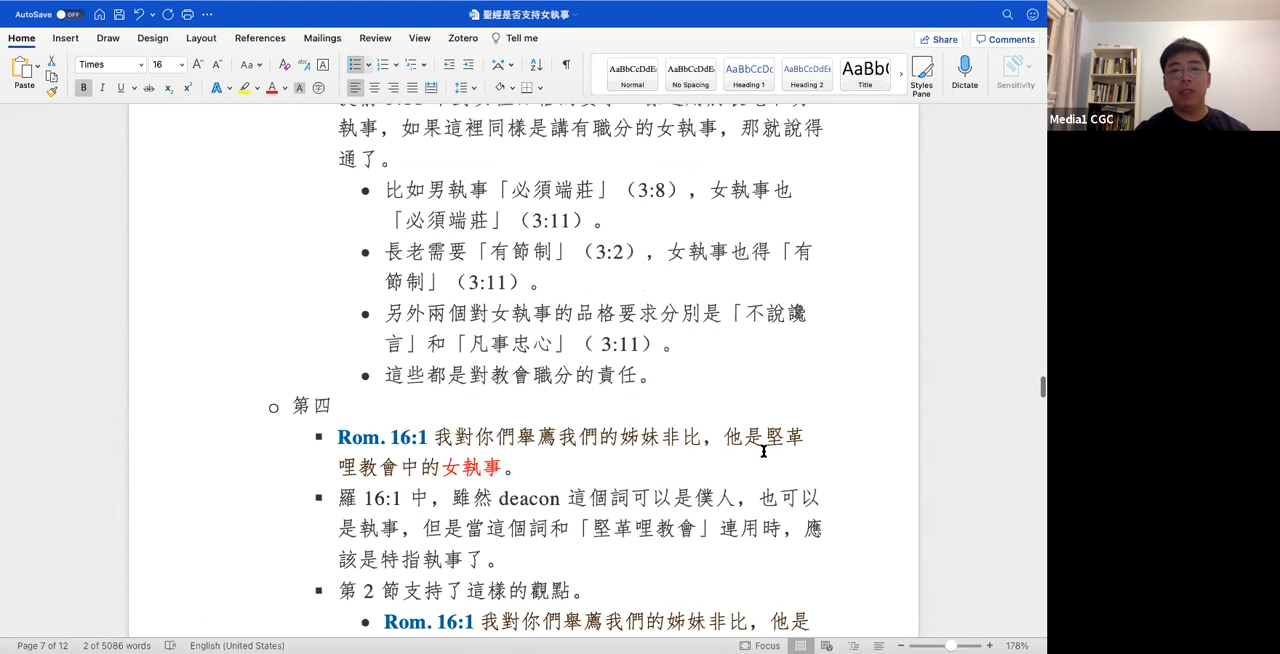 AutoSave OFF
聖經是否支持女執事
Home Insert Draw Design Layout References Mailings Review View Zotero Tell me
Share Comments
Paste
Times 16 Aa
AaBbCcDdE AaBbCcDdE AaBbCcDc AaBbCcDdE AaBb(
Normal No Spacing Heading 1 Heading 2 Title
Styles Pane
Dictate
Sensitivity
Media1 CGC
執事,如果這裡同樣是講有職分的女執事,那就說得
通了。
• 比如男執事「必須端莊」(3:8),女執事也
「必須端莊」(3:11)。
• 長老需要「有節制」(3:2),女執事也得「有
節制」(3:11)。
• 另外兩個對女執事的品格要求分別是「不說讒
言」和「凡事忠心」( 3:11)。
• 這些都是對教會職分的責任。
○ 第四
▪ Rom. 16:1 我對你們舉薦我們的姊妹非比,他是堅革
哩教會中的女執事。
▪ 羅 16:1 中,雖然 deacon 這個詞可以是僕人,也可以
是執事,但是當這個詞和「堅革哩教會」連用時,應
該是特指執事了。
▪ 第 2 節支持了這樣的觀點。
• Rom. 16:1 我對你們舉薦我們的姊妹非比,他是
Page 7 of 12 2 of 5086 words English (United States) Focus 178%